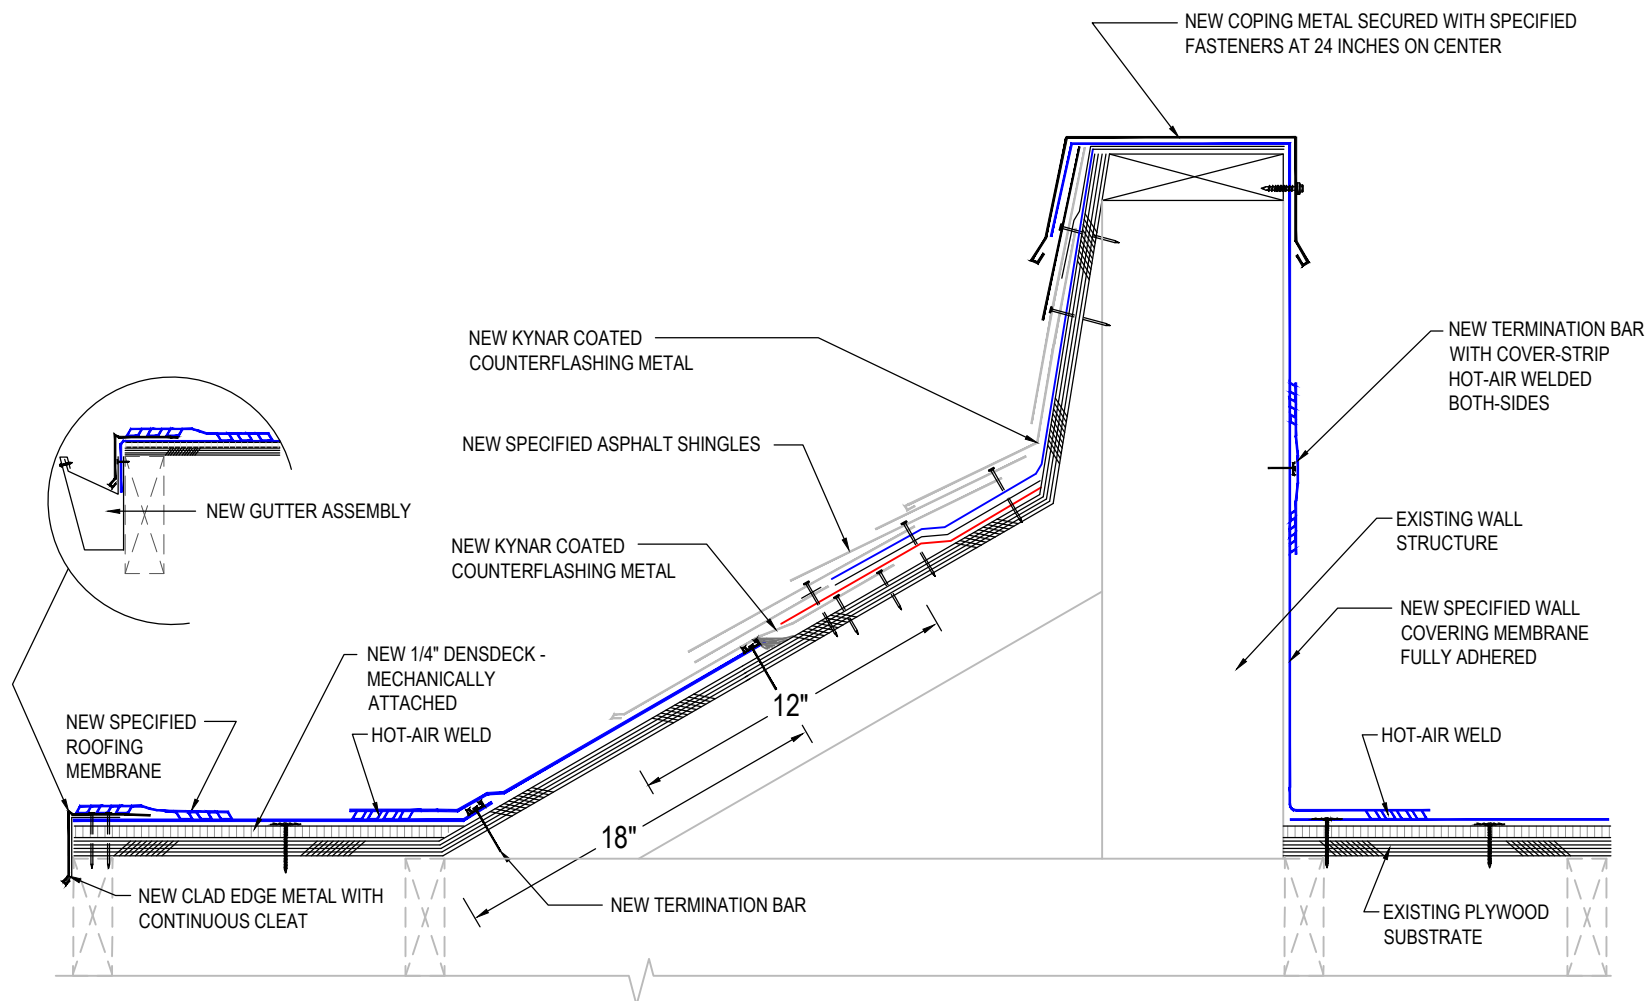 NEW COPING METAL SECURED WITH SPECIFIED
FASTENERS AT 24 INCHES ON CENTER
NEW KYNAR COATED
COUNTERFLASHING METAL
NEW TERMINATION BAR
WITH COVER-STRIP
HOT-AIR WELDED
BOTH-SIDES
NEW SPECIFIED ASPHALT SHINGLES
NEW GUTTER ASSEMBLY
EXISTING WALL
STRUCTURE
NEW KYNAR COATED
COUNTERFLASHING METAL
NEW SPECIFIED WALL
COVERING MEMBRANE
FULLY ADHERED
NEW 1/4" DENSDECK -
MECHANICALLY
ATTACHED
12"
NEW SPECIFIED
ROOFING
MEMBRANE
HOT-AIR WELD
HOT-AIR WELD
18"
NEW CLAD EDGE METAL WITH
CONTINUOUS CLEAT
NEW TERMINATION BAR
EXISTING PLYWOOD
SUBSTRATE